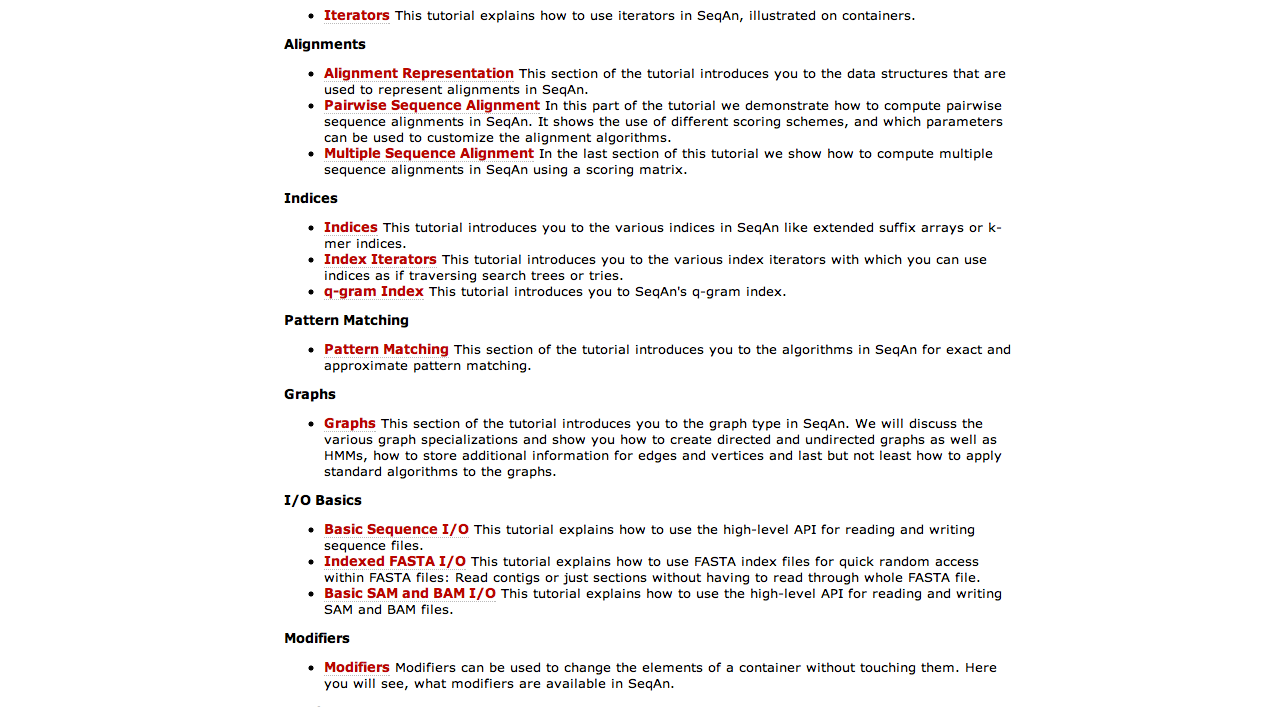 Iterators This tutorial explains how to use iterators in SeqAn, illustrated on containers.
Alignments
Alignment Representation This section of the tutorial introduces you to the data structures that are
used to represent alignments in SeqAn.
Pairwise Sequence Alignment In this part of the tutorial we demonstrate how to compute pairwise
sequence alignments in SeqAn. It shows the use of different scoring schemes, and which parameters
can be used to customize the alignment algorithms.
Multiple Sequence Alignment In the last section of this tutorial we show how to compute multiple
sequence alignments in SeqAn using a scoring matrix.
Indices
Indices This tutorial introduces you to the various indices in SeqAn like extended suffix arrays or k-
mer indices.
Index Iterators This tutorial introduces you to the various index iterators with which you can use
indices as if traversing search trees or tries.
q-gram Index This tutorial introduces you to SeqAn's q-gram index.
Pattern Matching
Pattern Matching This section of the tutorial introduces you to the algorithms in SeqAn for exact and
approximate pattern matching.
Graphs
Graphs This section of the tutorial introduces you to the graph type in SeqAn. We will discuss the
various graph specializations and show you how to create directed and undirected graphs as well as
HMMs, how to store additional information for edges and vertices and last but not least how to apply
standard algorithms to the graphs.
I/O Basics
Basic Sequence I/O This tutorial explains how to use the high-level API for reading and writing
sequence files.
Indexed FASTA I/O This tutorial explains how to use FASTA index files for quick random access
within FASTA files: Read contigs or just sections without having to read through whole FASTA file.
Basic SAM and BAM I/O This tutorial explains how to use the high-level API for reading and writing
SAM and BAM files.
Modifiers
Modifiers Modifiers can be used to change the elements of a container without touching them. Here
you will see, what modifiers are available in SeqAn.